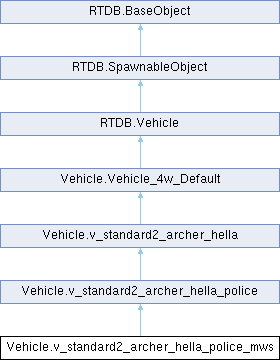 RTDB.BaseObject
RTDB.SpawnableObject
RTDB.Vehicle
Vehicle.Vehicle_4w_Default
Vehicle.v_standard2_archer_hella
Vehicle.v_standard2_archer_hella_police
Vehicle.v_standard2_archer_hella_police_mws